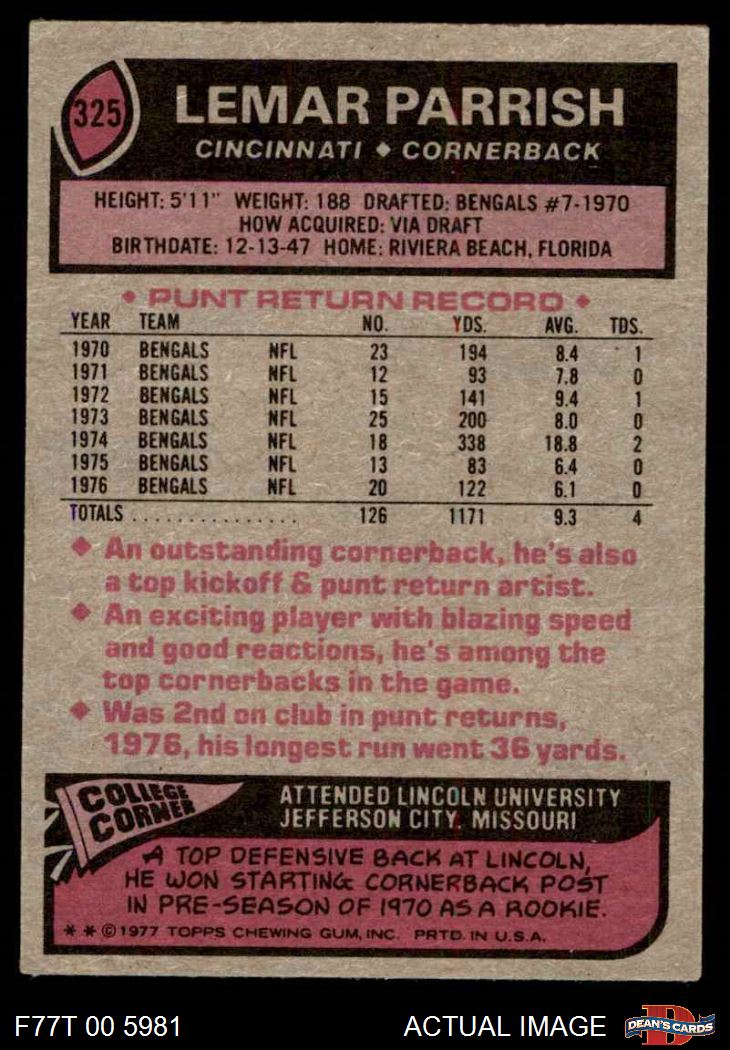 325
LEMAR PARRISH
CINCINNATI ◆ CORNERBACK
HEIGHT: 5'11" WEIGHT: 188 DRAFTED: BENGALS #7-1970
HOW ACQUIRED: VIA DRAFT
BIRTHDATE: 12-13-47 HOME: RIVIERA BEACH, FLORIDA
◆ PUNT RETURN RECORD ◆
YEAR TEAM NO. YDS. AVG. TDS.
1970 BENGALS NFL 23 194 8.4 1
1971 BENGALS NFL 12 93 7.8 0
1972 BENGALS NFL 15 141 9.4 1
1973 BENGALS NFL 25 200 8.0 0
1974 BENGALS NFL 18 338 18.8 2
1975 BENGALS NFL 13 83 6.4 0
1976 BENGALS NFL 20 122 6.1 0
TOTALS ............... 126 1171 9.3 4
◆ An outstanding cornerback, he's also
a top kickoff & punt return artist.
◆ An exciting player with blazing speed
and good reactions, he's among the
top cornerbacks in the game.
◆ Was 2nd on club in punt returns,
1976, his longest run went 36 yards.
COLLEGE
CORNER
ATTENDED LINCOLN UNIVERSITY
JEFFERSON CITY, MISSOURI
A TOP DEFENSIVE BACK AT LINCOLN,
HE WON STARTING CORNERBACK POST
IN PRE-SEASON OF 1970 AS A ROOKIE.
* * © 1977 TOPPS CHEWING GUM, INC. PRTD. IN U.S.A.
F77T 00 5981
ACTUAL IMAGE
D
DEAN'S CARDS